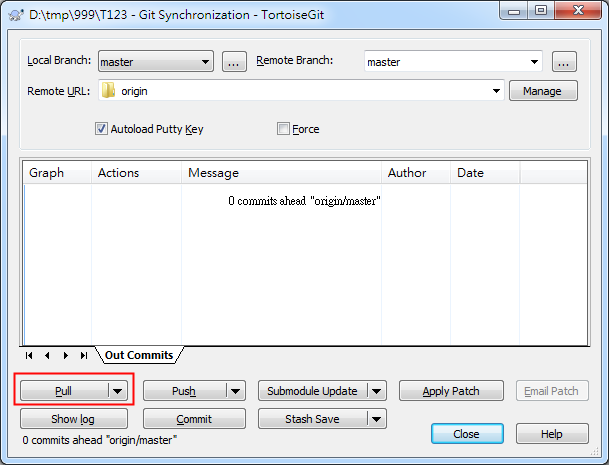 D:\tmp\999\T123 - Git Synchronization - TortoiseGit
Local Branch: master ... Remote Branch: master ...
Remote URL: origin Manage
Autoload Putty Key Force
Graph Actions Message Author Date
0 commits ahead "origin/master"
Out Commits
Pull Push Submodule Update Apply Patch Email Patch
Show log Commit Stash Save
0 commits ahead "origin/master"
Close Help